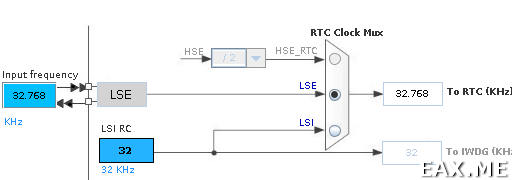 RTC Clock Mux
HSE
/ 2
HSE_RTC
Input frequency
32.768
LSE
LSE
32.768
To RTC (KHz)
KHz
LSI RC
LSI
32
32
To IWDG (KH
32 KHz
EAX.ME